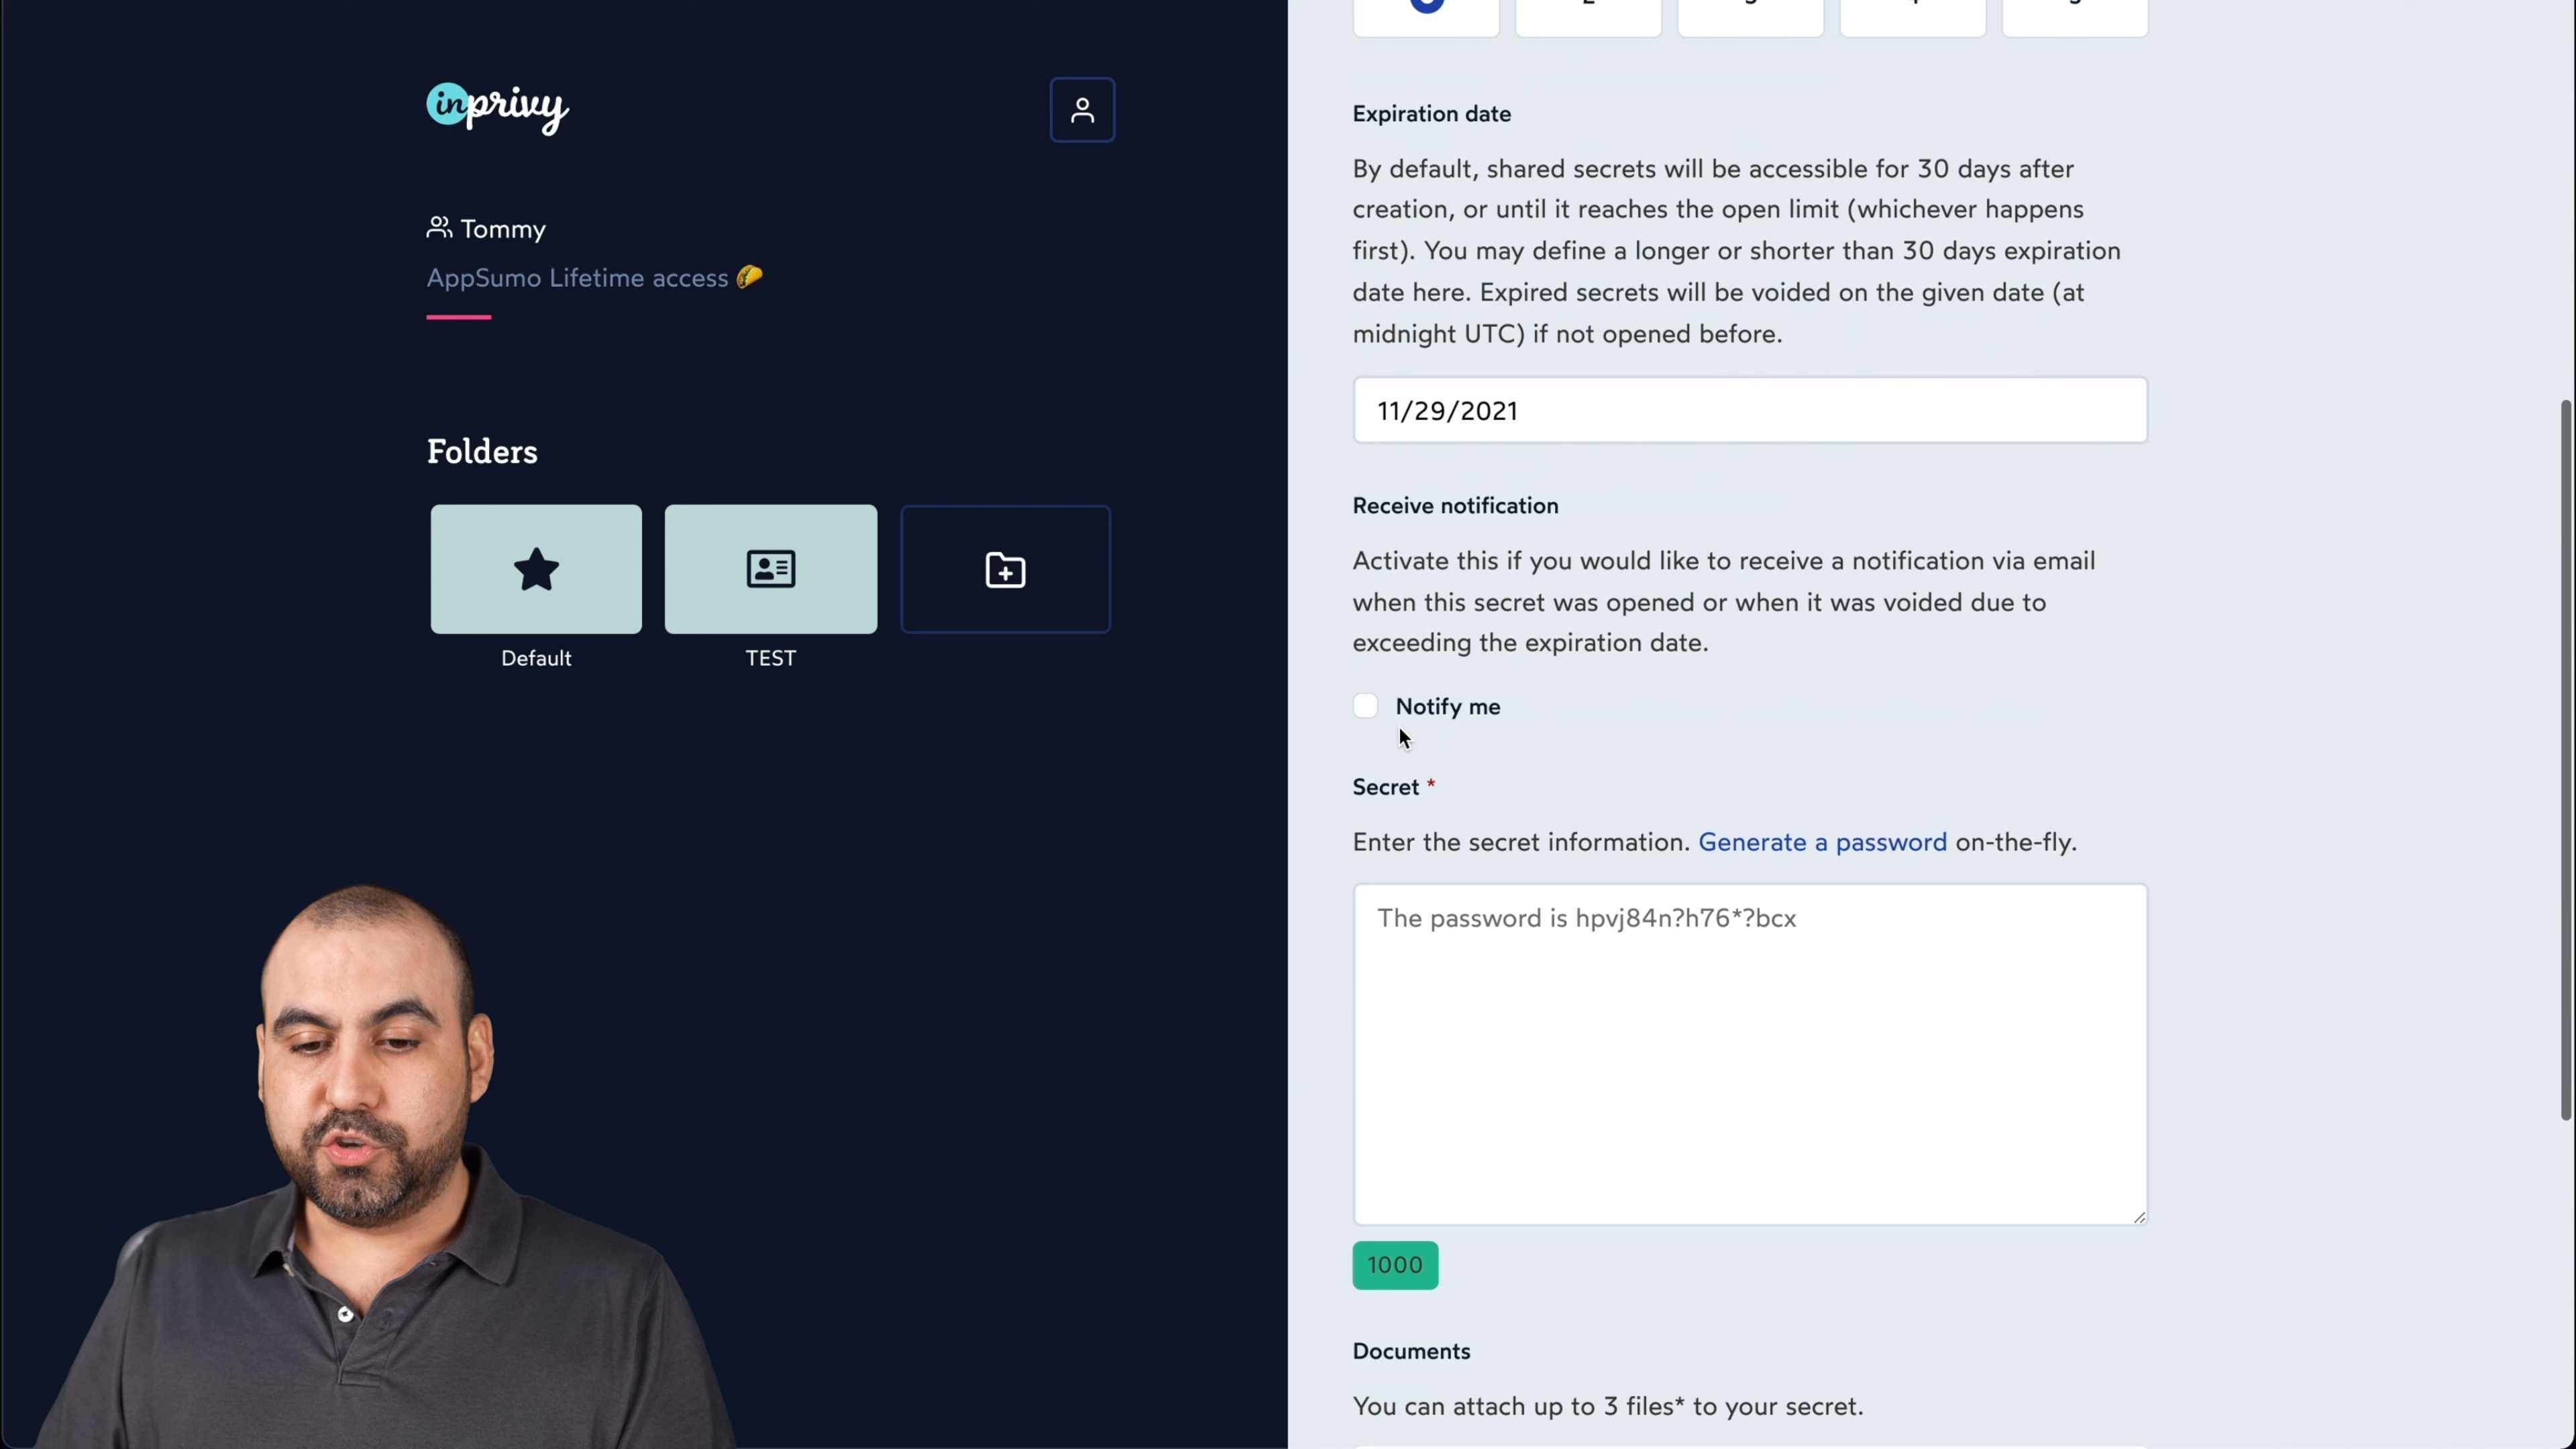 inprivy
Tommy
AppSumo Lifetime access
Folders
Default
TEST
Expiration date
By default, shared secrets will be accessible for 30 days after
creation, or until it reaches the open limit (whichever happens
first). You may define a longer or shorter than 30 days expiration
date here. Expired secrets will be voided on the given date (at
midnight UTC) if not opened before.
11/29/2021
Receive notification
Activate this if you would like to receive a notification via email
when this secret was opened or when it was voided due to
exceeding the expiration date.
Notify me
Secret *
Enter the secret information. Generate a password on-the-fly.
The password is hpvj84n?h76*?bcx
1000
Documents
You can attach up to 3 files* to your secret.